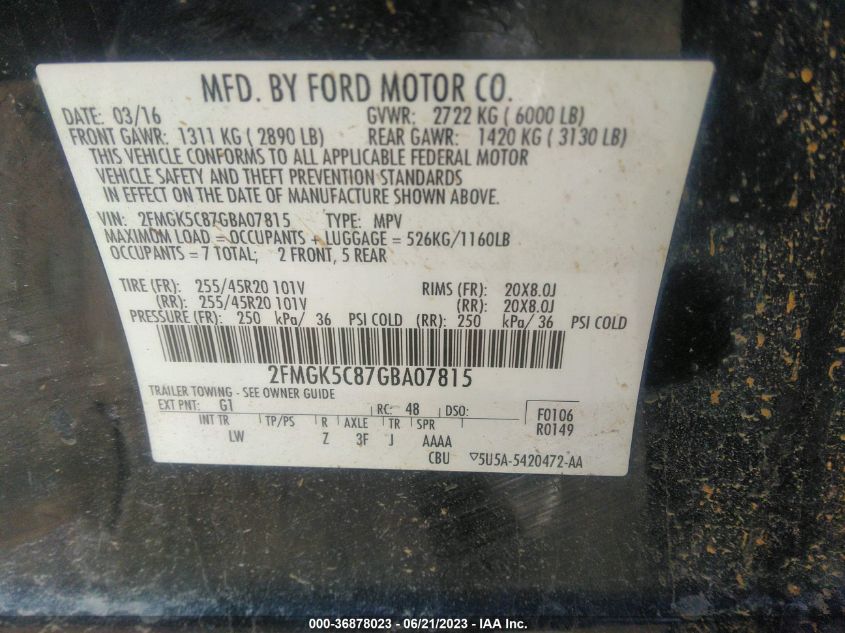 MFD. BY FORD MOTOR CO.
DATE: 03/16 GVWR: 2722 KG ( 6000 LB)
FRONT GAWR: 1311 KG ( 2890 LB) REAR GAWR: 1420 KG ( 3130 LB)
THIS VEHICLE CONFORMS TO ALL APPLICABLE FEDERAL MOTOR
VEHICLE SAFETY AND THEFT PREVENTION STANDARDS
IN EFFECT ON THE DATE OF MANUFACTURE SHOWN ABOVE.
VIN: 2FMGK5C87GBA07815 TYPE: MPV
MAXIMUM LOAD = OCCUPANTS + LUGGAGE = 526KG/1160LB
OCCUPANTS = 7 TOTAL; 2 FRONT, 5 REAR
TIRE (FR): 255/45R20 101V RIMS (FR): 20X8.0J
(RR): 255/45R20 101V (RR): 20X8.0J
PRESSURE (FR): 250 kPa/ 36 PSI COLD (RR): 250 kPa/ 36 PSI COLD
2FMGK5C87GBA07815
TRAILER TOWING - SEE OWNER GUIDE
EXT PNT: G1 RC: 48 DSO: F0106
INT TR TP/PS R AXLE TR SPR R0149
LW Z 3F J AAAA
CBU ▽5U5A-5420472-AA
000-36878023 - 06/21/2023 - IAA Inc.